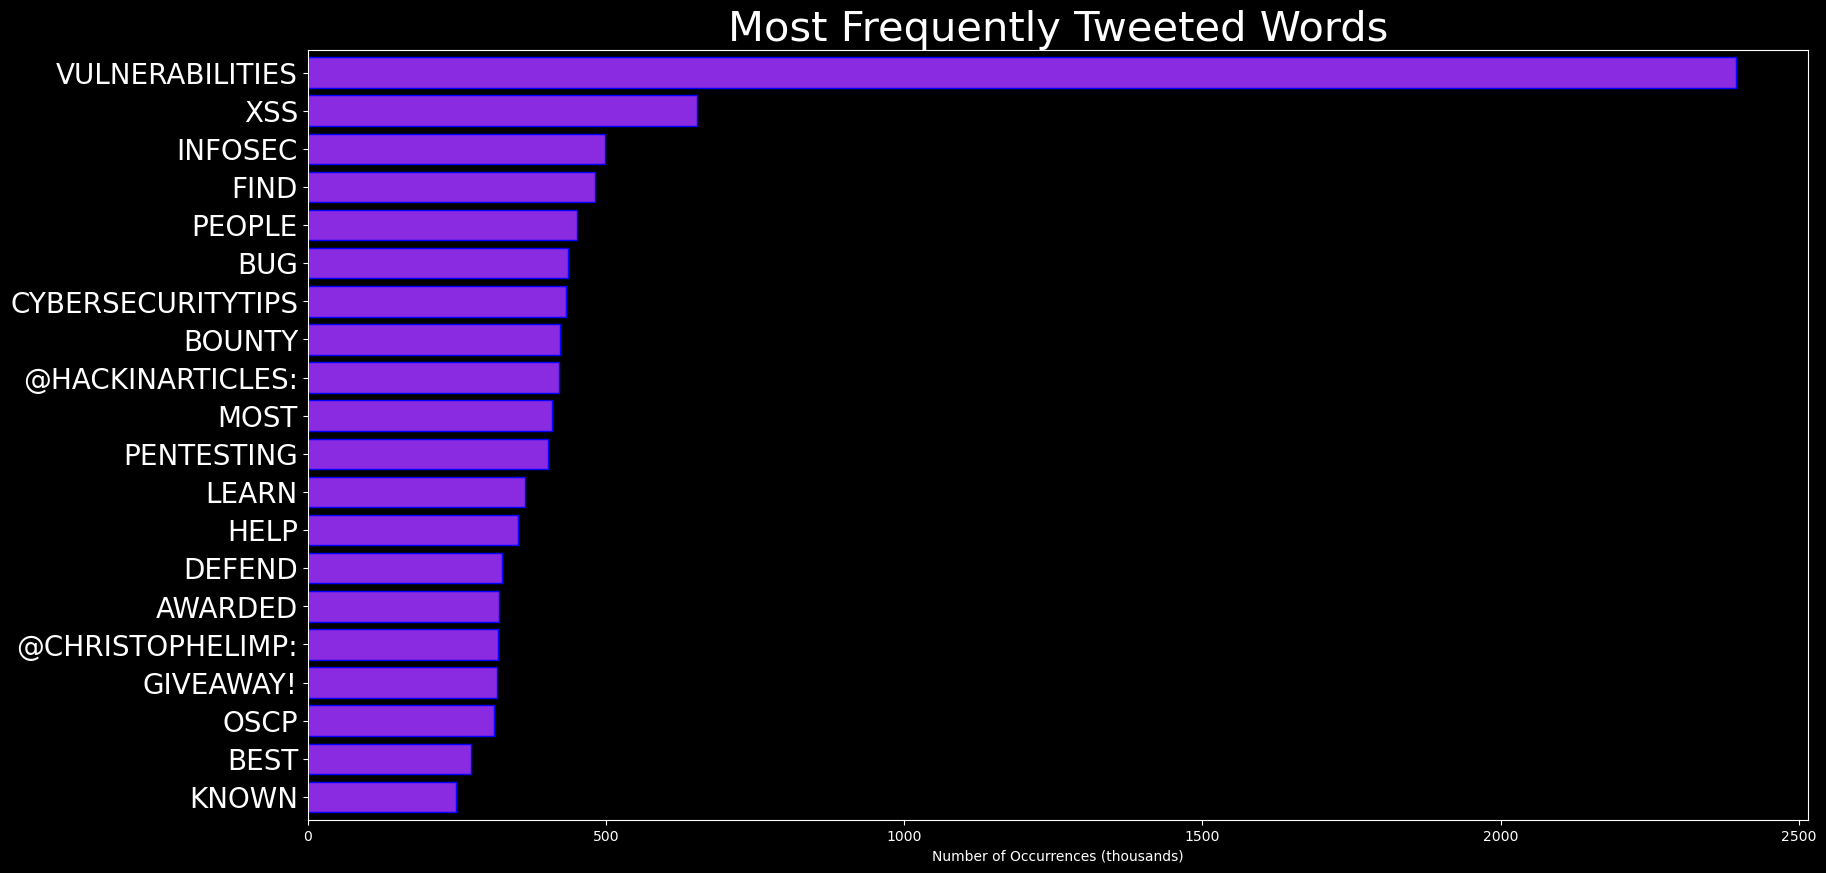 Most Frequently Tweeted Words
VULNERABILITIES
XSS
INFOSEC
FIND
PEOPLE
BUG
CYBERSECURITYTIPS
BOUNTY
@HACKINARTICLES:
MOST
PENTESTING
LEARN
HELP
DEFEND
AWARDED
@CHRISTOPHELIMP:
GIVEAWAY!
OSCP
BEST
KNOWN
0 500 1000 1500 2000 2500
Number of Occurrences (thousands)